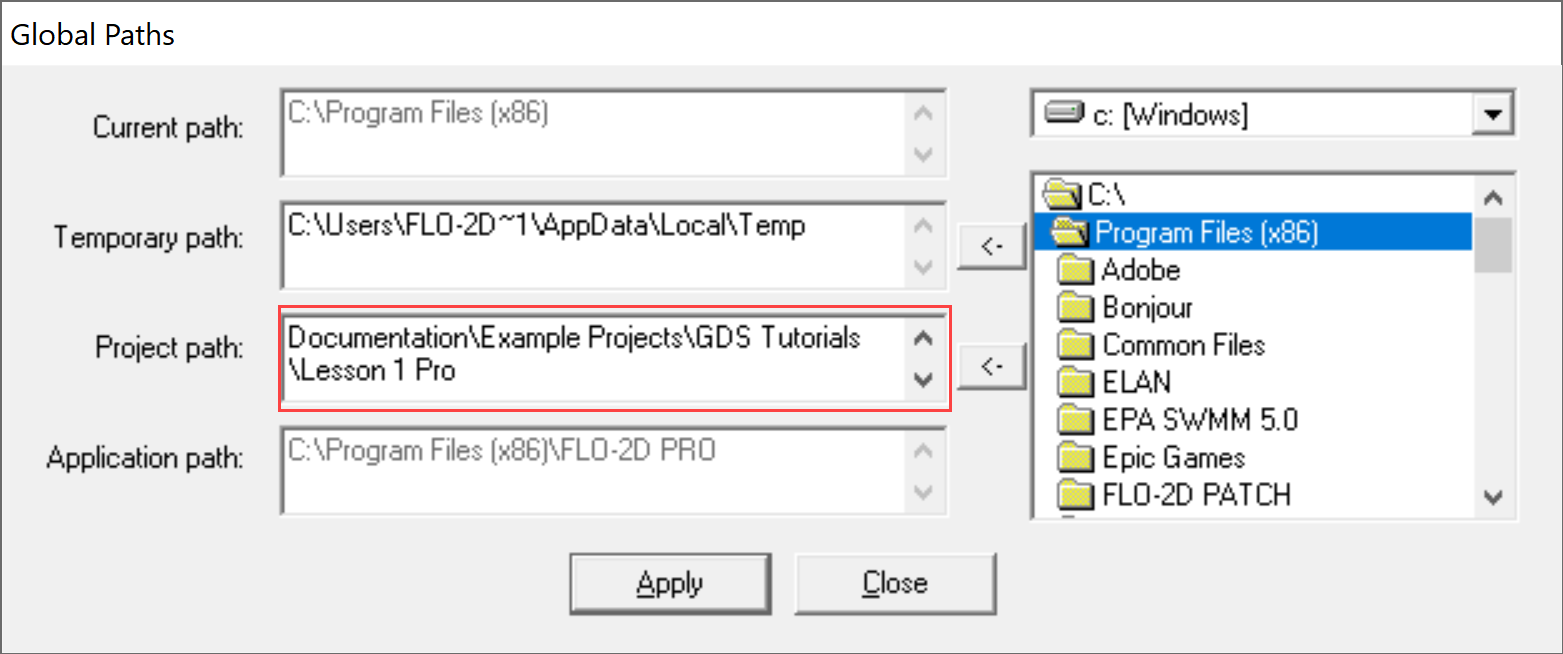 Global Paths
Current path:
C:\Program Files (x86)
Temporary path:
C:\Users\FLO-2D~1\AppData\Local\Temp
<-
Project path:
Documentation\Example Projects\GDS Tutorials
\Lesson 1 Pro
<-
Application path:
C:\Program Files (x86)\FLO-2D PRO
c: [Windows]
C:\
Program Files (x86)
Adobe
Bonjour
Common Files
ELAN
EPA SWMM 5.0
Epic Games
FLO-2D PATCH
Apply
Close